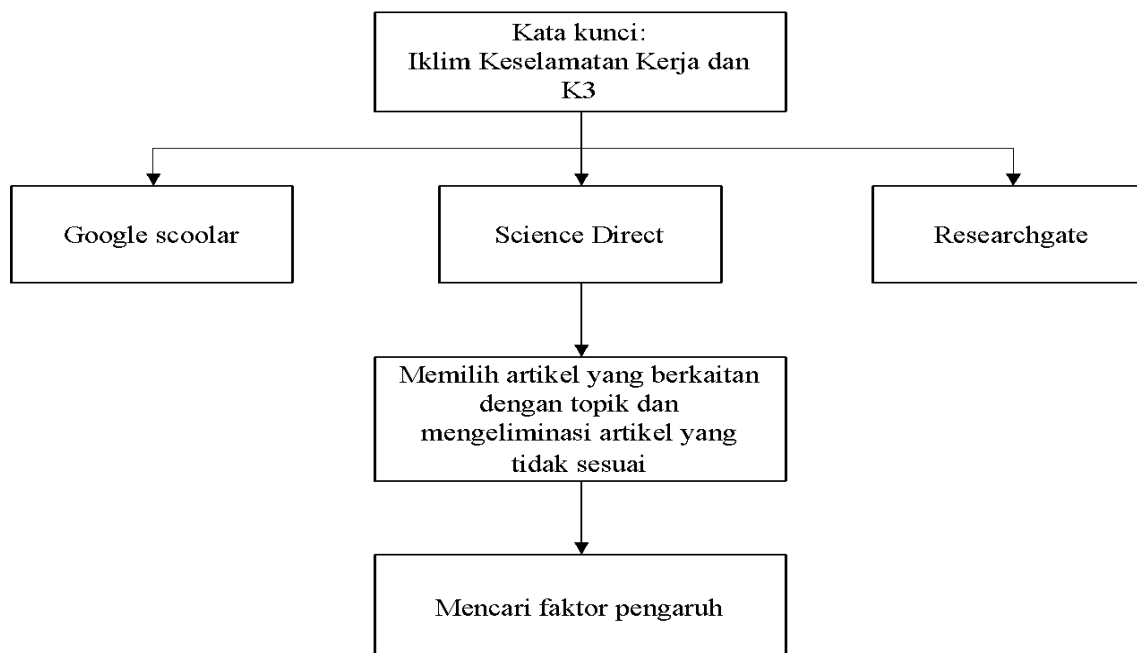 Kata kunci:
Iklim Keselamatan Kerja dan
K3
Google scoolar
Science Direct
Researchgate
Memilih artikel yang berkaitan
dengan topik dan
mengeliminasi artikel yang
tidak sesuai
Mencari faktor pengaruh